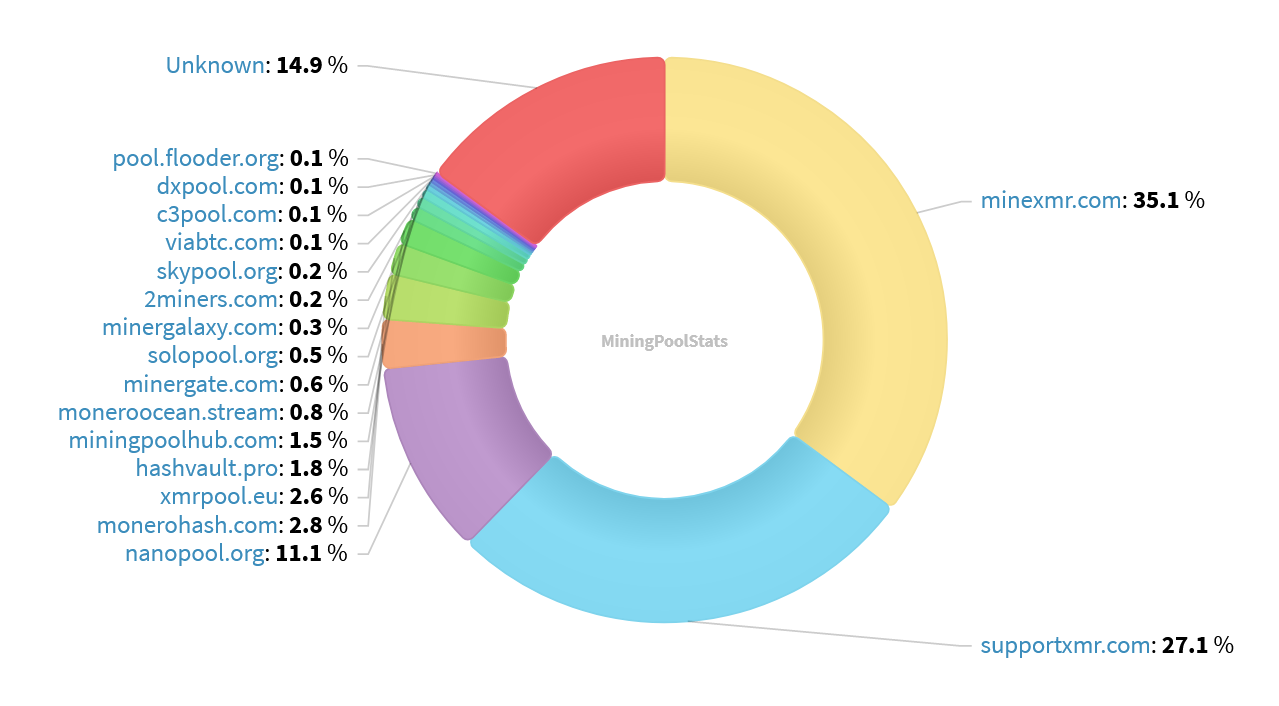 Unknown: 14.9 %
pool.flooder.org: 0.1 %
dxpool.com: 0.1 %
c3pool.com: 0.1 %
viabtc.com: 0.1 %
skypool.org: 0.2 %
2miners.com: 0.2 %
minergalaxy.com: 0.3 %
solopool.org: 0.5 %
minergate.com: 0.6 %
moneroocean.stream: 0.8 %
miningpoolhub.com: 1.5 %
hashvault.pro: 1.8 %
xmrpool.eu: 2.6 %
monerohash.com: 2.8 %
nanopool.org: 11.1 %
MiningPoolStats
minexmr.com: 35.1 %
supportxmr.com: 27.1 %